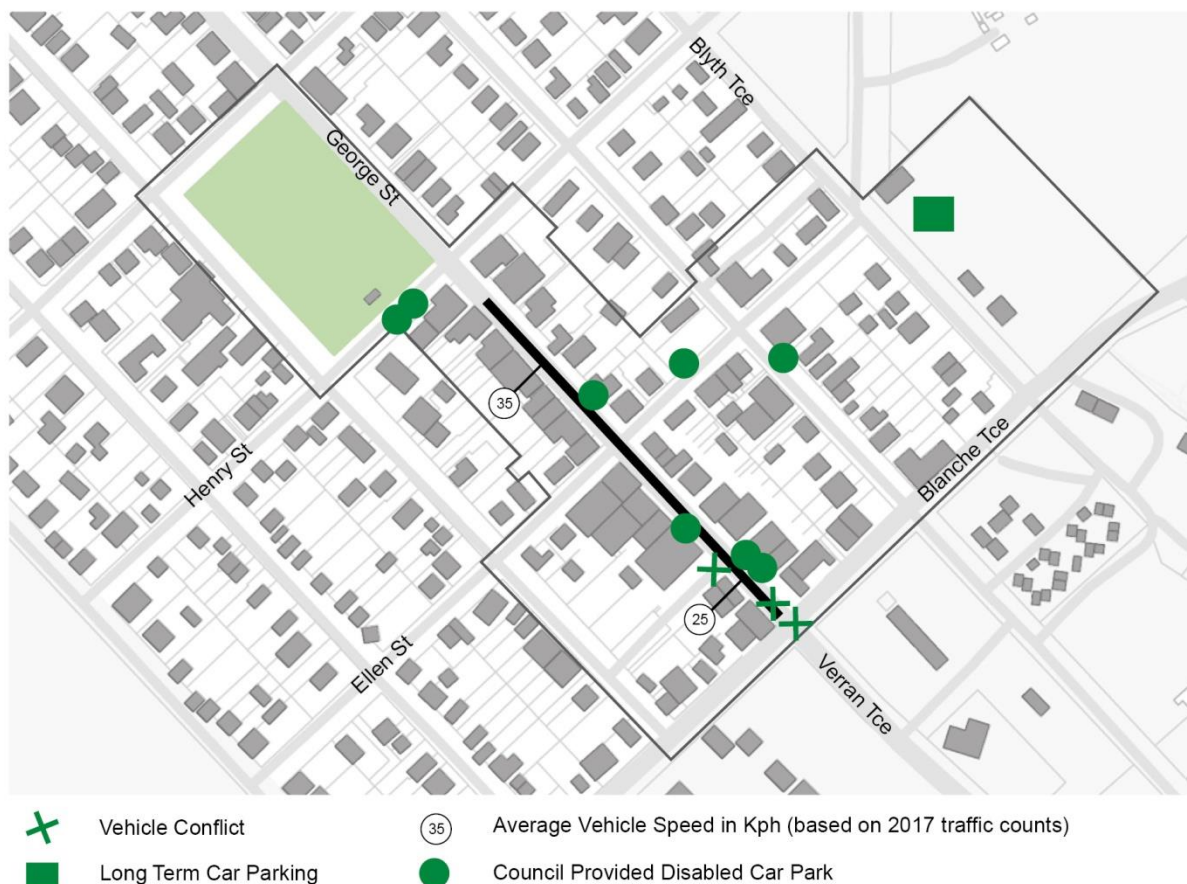 Blyth Tce
George St
35
Henry St
Blanche Tce
25
Ellen St
Verran Tce
Vehicle Conflict
35 Average Vehicle Speed in Kph (based on 2017 traffic counts)
Long Term Car Parking
Council Provided Disabled Car Park